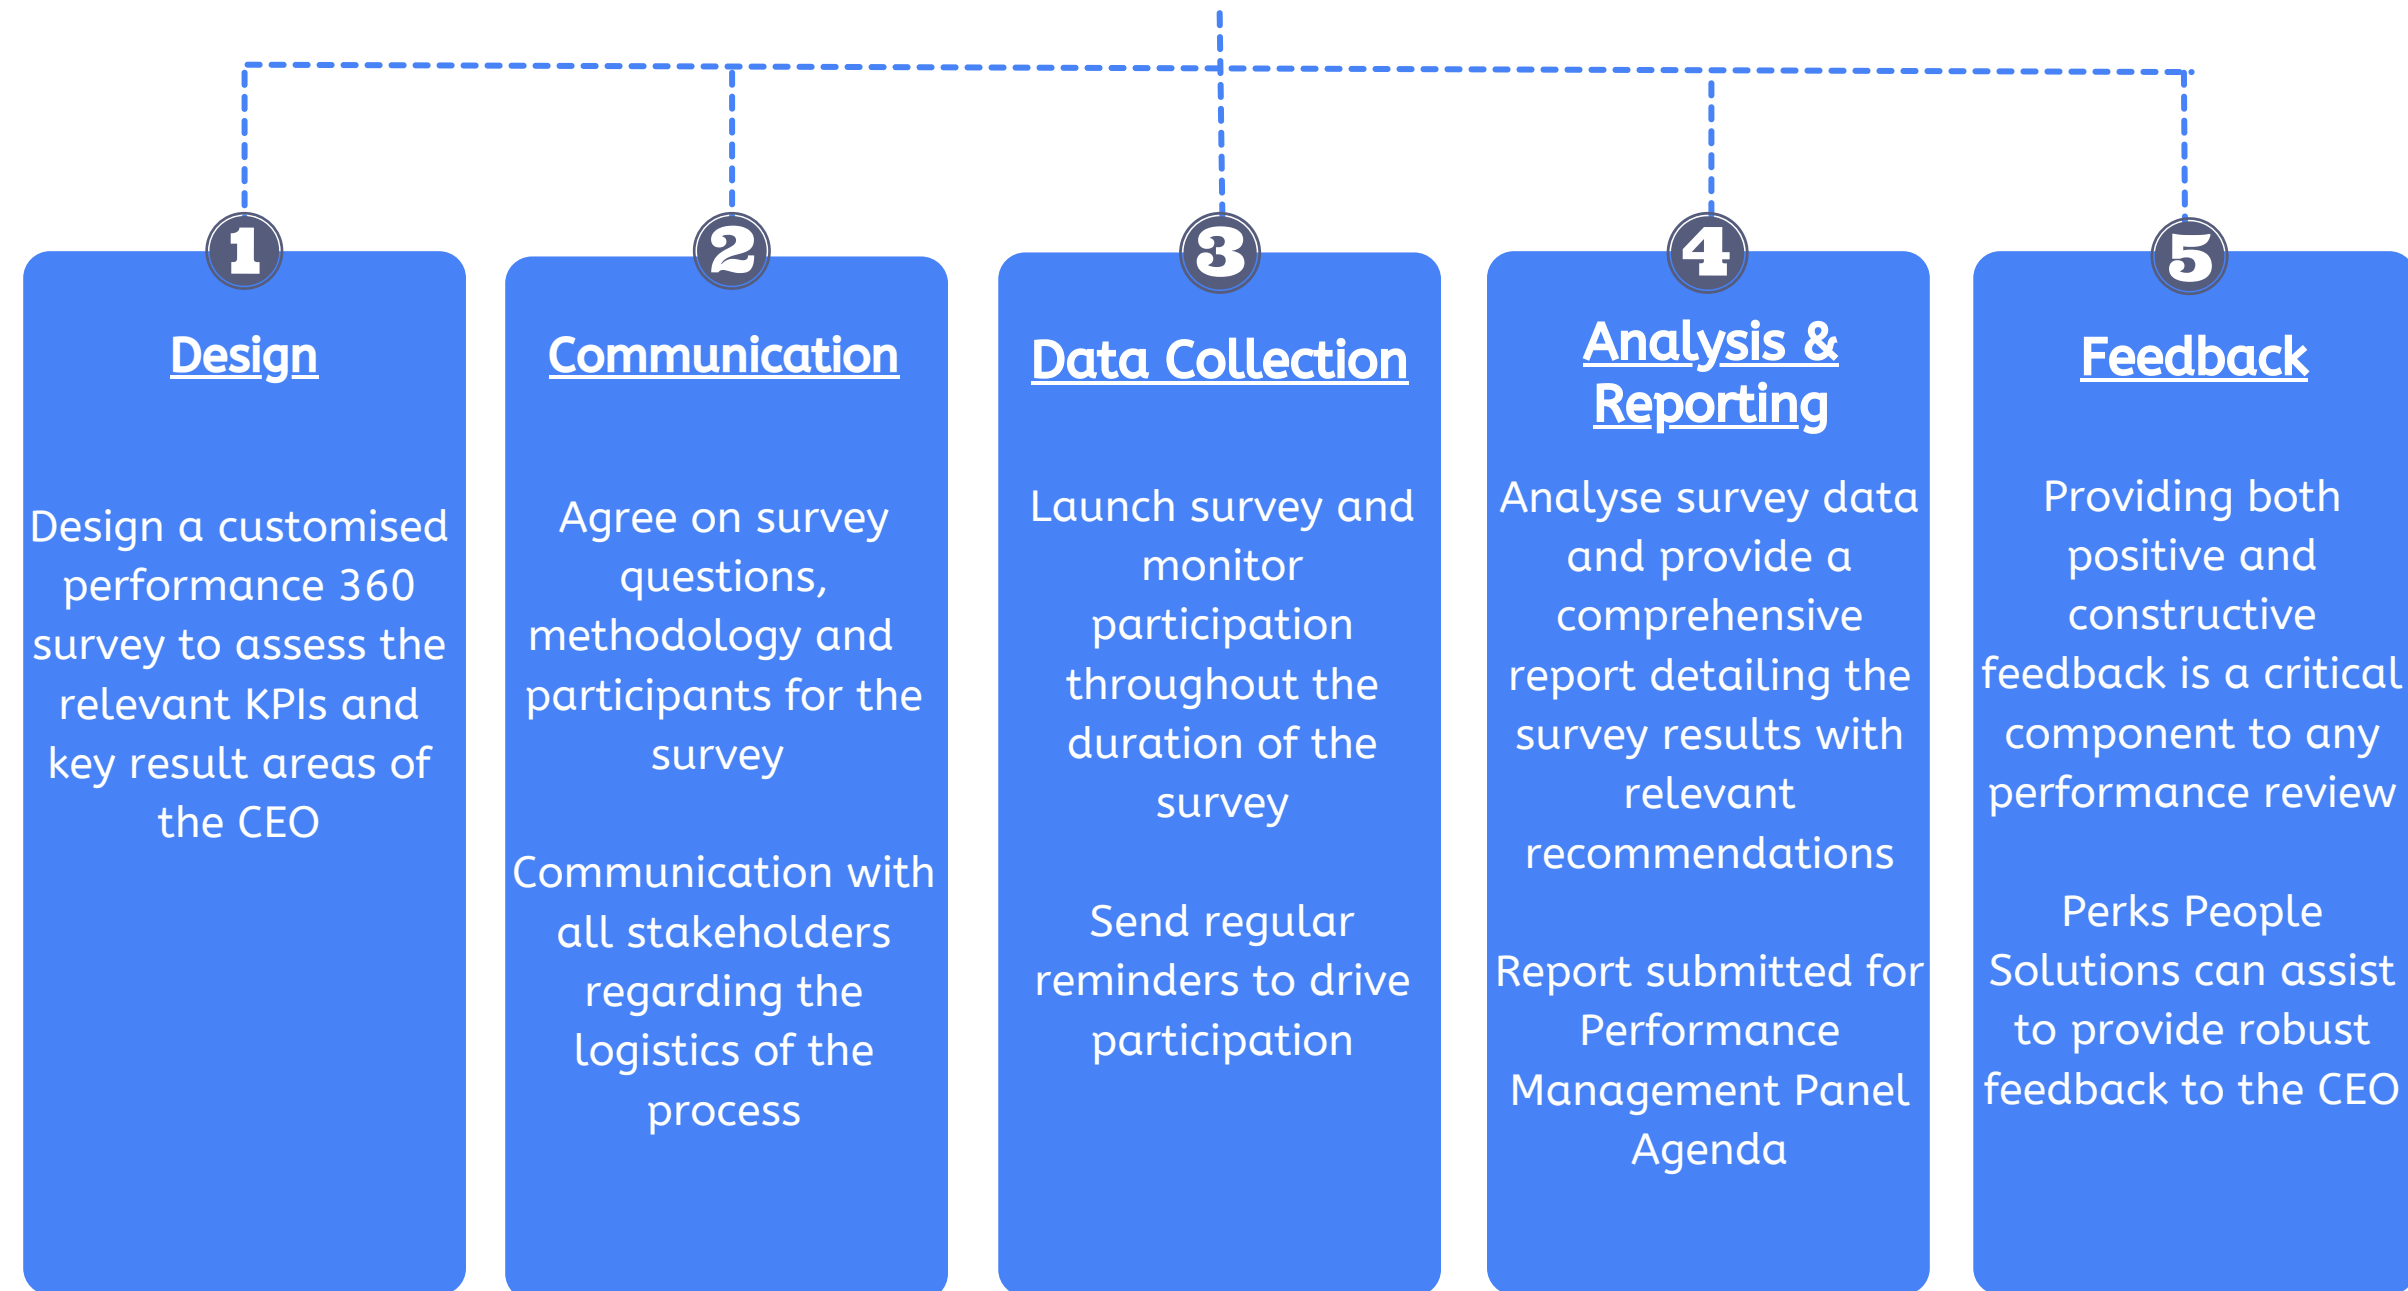 1
Design
Design a customised
performance 360
survey to assess the
relevant KPIs and
key result areas of
the CEO
2
Communication
Agree on survey
questions,
methodology and
participants for the
survey
Communication with
all stakeholders
regarding the
logistics of the
process
3
Data Collection
Launch survey and
monitor
participation
throughout the
duration of the
survey
Send regular
reminders to drive
participation
4
Analysis &
Reporting
Analyse survey data
and provide a
comprehensive
report detailing the
survey results with
relevant
recommendations
Report submitted for
Performance
Management Panel
Agenda
5
Feedback
Providing both
positive and
constructive
feedback is a critical
component to any
performance review
Perks People
Solutions can assist
to provide robust
feedback to the CEO